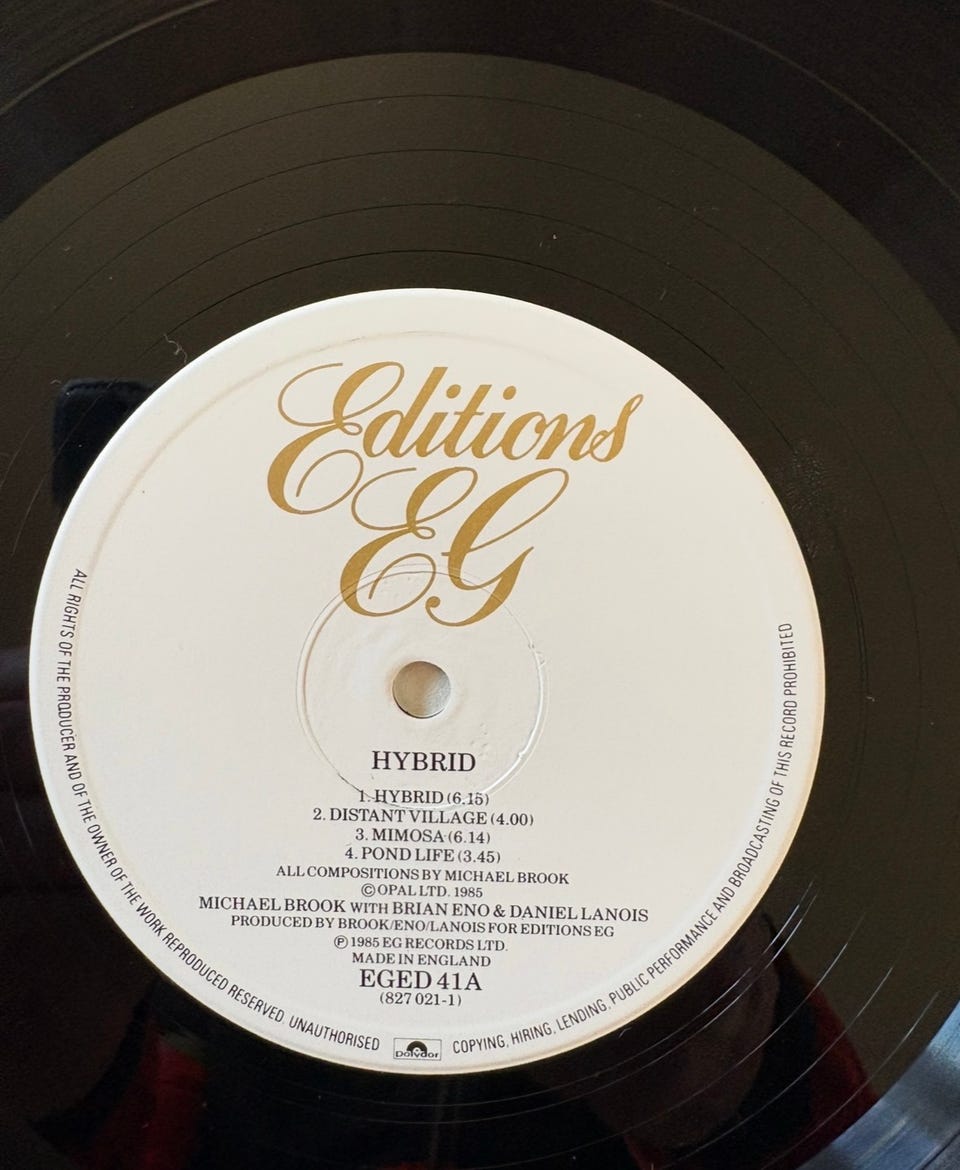 Editions
EG
HYBRID
1. HYBRID (6.15)
2. DISTANT VILLAGE (4.00)
3. MIMOSA (6.14)
4. POND LIFE (3.45)
ALL COMPOSITIONS BY MICHAEL BROOK
© OPAL LTD. 1985
MICHAEL BROOK WITH BRIAN ENO & DANIEL LANOIS
PRODUCED BY BROOK/ENO/LANOIS FOR EDITIONS EG
℗ 1985 EG RECORDS LTD.
MADE IN ENGLAND
EGED 41A
(827 021-1)
ALL RIGHTS OF THE PRODUCER AND OF THE OWNER OF THE WORK REPRODUCED RESERVED. UNAUTHORISED
Polydor
COPYING, HIRING, LENDING, PUBLIC PERFORMANCE AND BROADCASTING OF THIS RECORD PROHIBITED